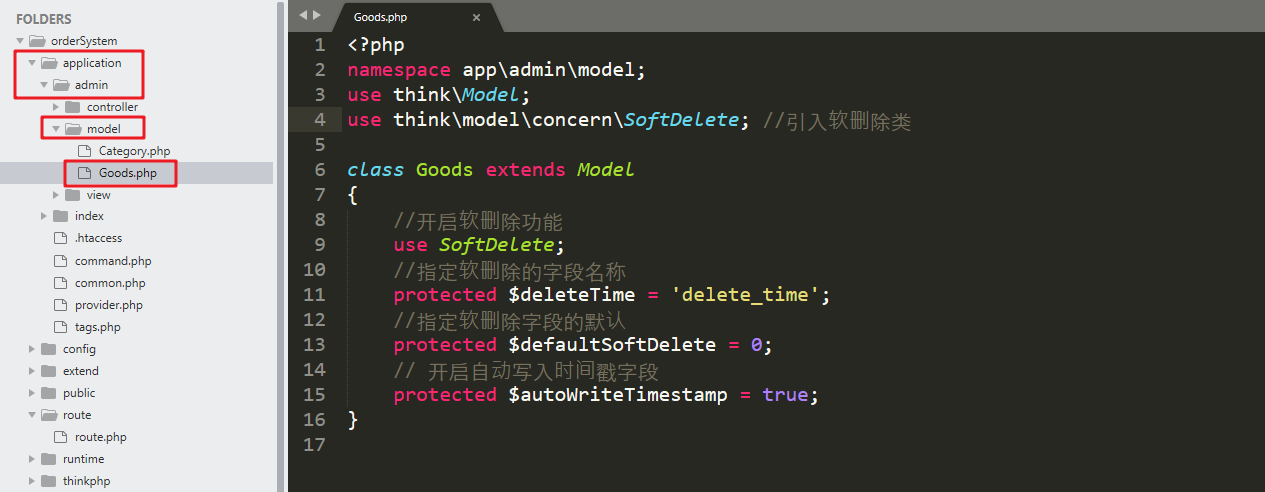 FOLDERS
orderSystem
application
admin
controller
model
Category.php
Goods.php
view
index
.htaccess
command.php
common.php
provider.php
tags.php
config
extend
public
route
route.php
runtime
thinkphp
Goods.php ×
1 <?php
2 namespace app\admin\model;
3 use think\Model;
4 use think\model\concern\SoftDelete; //引入软删除类
5
6 class Goods extends Model
7 {
8 //开启软删除功能
9 use SoftDelete;
10 //指定软删除的字段名称
11 protected $deleteTime = 'delete_time';
12 //指定软删除字段的默认
13 protected $defaultSoftDelete = 0;
14 // 开启自动写入时间戳字段
15 protected $autoWriteTimestamp = true;
16 }
17